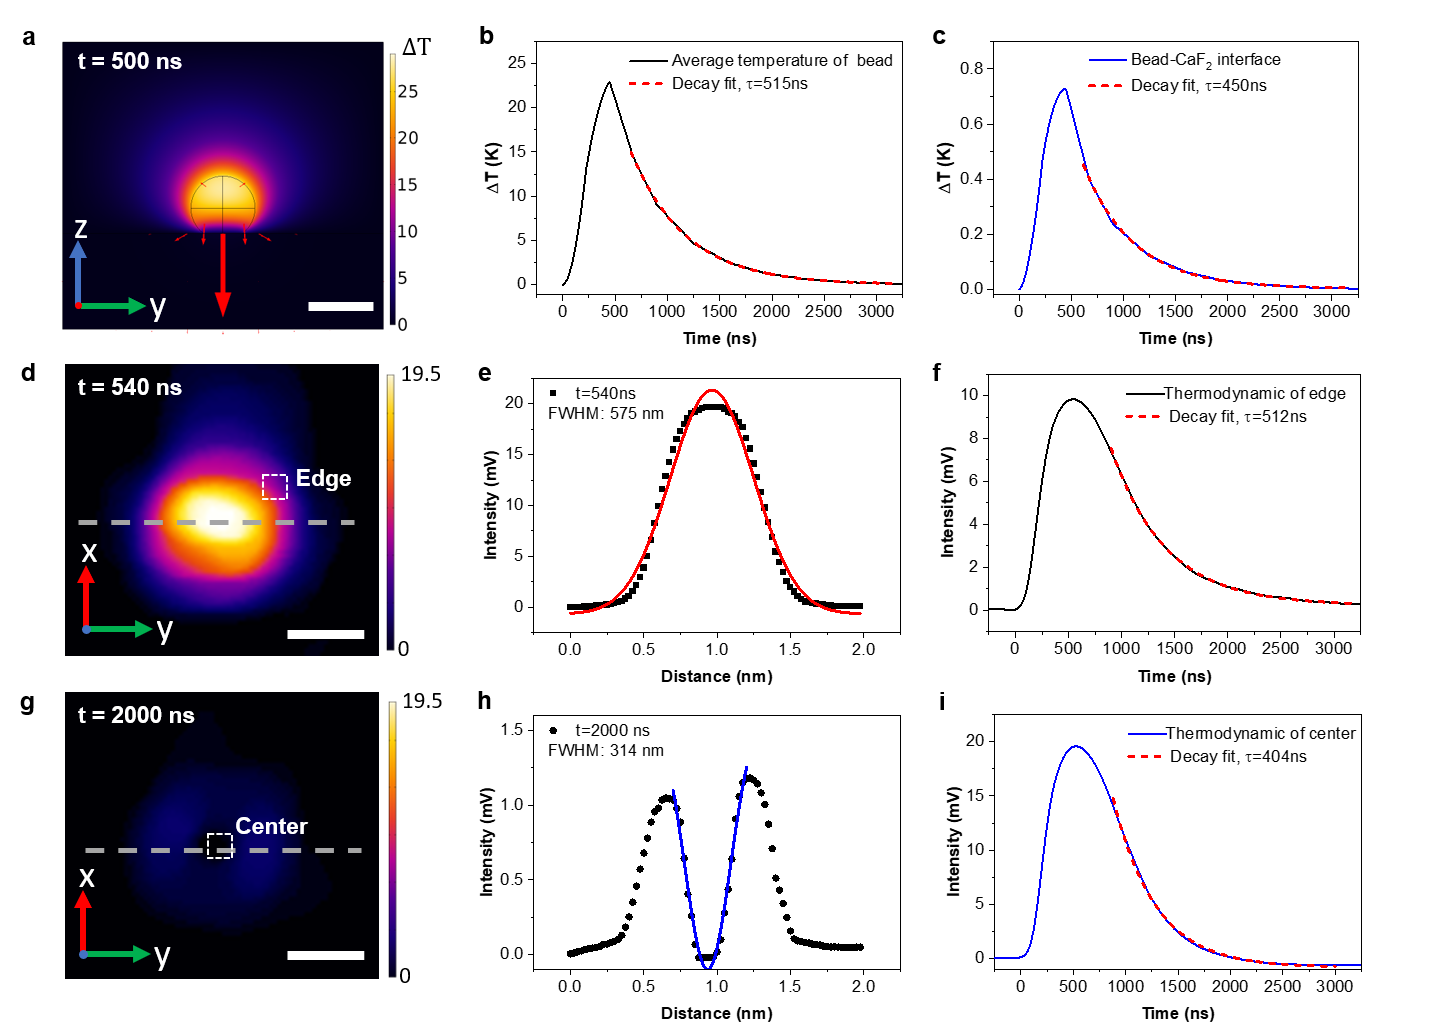 a
t = 500 ns
ΔT
25
20
15
10
5
0
z
y
b
Average temperature of bead
Decay fit, τ=515ns
ΔT (K)
25
20
15
10
5
0
0 500 1000 1500 2000 2500 3000
Time (ns)
c
Bead-CaF₂ interface
Decay fit, τ=450ns
ΔT (K)
0.8
0.6
0.4
0.2
0.0
0 500 1000 1500 2000 2500 3000
Time (ns)
d
t = 540 ns
19.5
Edge
x
y
0
e
t=540ns
FWHM: 575 nm
Intensity (mV)
20
15
10
5
0
0.0 0.5 1.0 1.5 2.0
Distance (nm)
f
Thermodynamic of edge
Decay fit, τ=512ns
Intensity (mV)
10
8
6
4
2
0
0 500 1000 1500 2000 2500 3000
Time (ns)
g
t = 2000 ns
19.5
Center
x
y
0
h
t=2000 ns
FWHM: 314 nm
Intensity (mV)
1.5
1.0
0.5
0.0
0.0 0.5 1.0 1.5 2.0
Distance (nm)
i
Thermodynamic of center
Decay fit, τ=404ns
Intensity (mV)
20
15
10
5
0
0 500 1000 1500 2000 2500 3000
Time (ns)